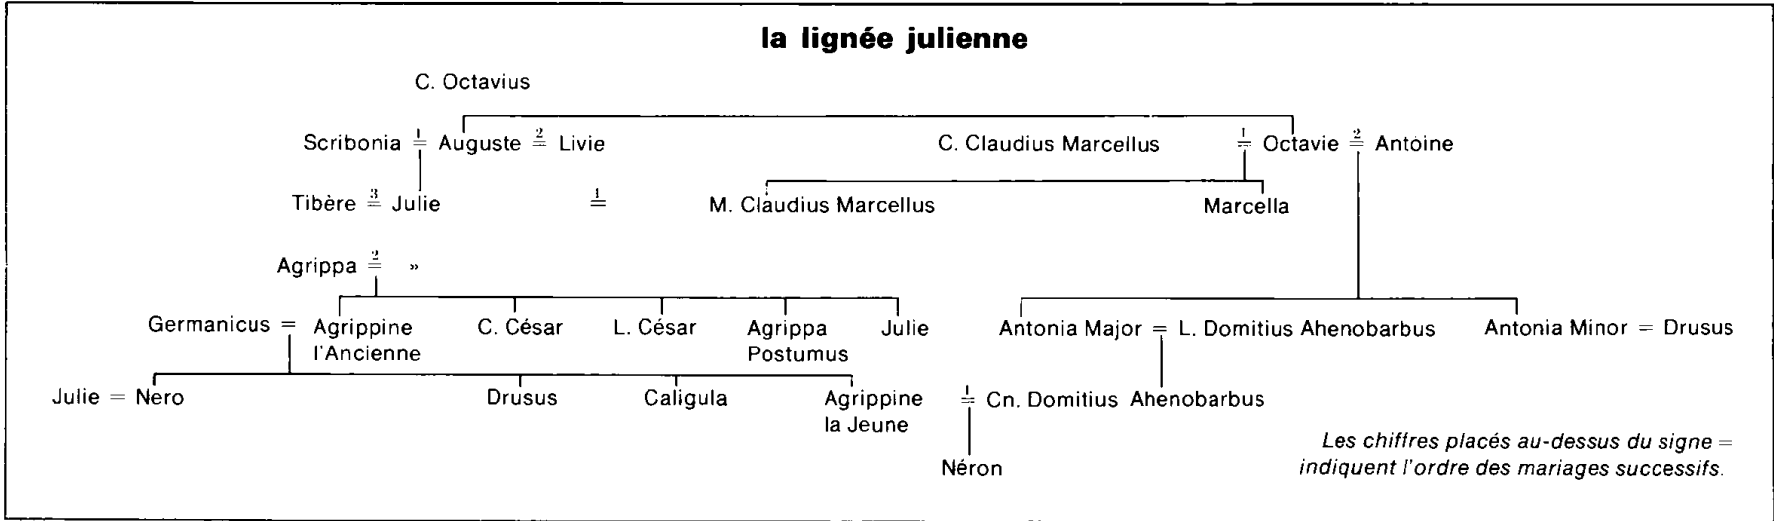 la lignée julienne
C. Octavius
Scribonia 1 = Auguste 2 = Livie C. Claudius Marcellus 1 = Octavie 2 = Antoine
Tibère 3 = Julie 1 = M. Claudius Marcellus Marcella
Agrippa 2 = »
Germanicus = Agrippine C. César L. César Agrippa Julie Antonia Major = L. Domitius Ahenobarbus Antonia Minor = Drusus
l'Ancienne Postumus
Julie = Nero Drusus Caligula Agrippine 1 = Cn. Domitius Ahenobarbus
la Jeune
Les chiffres placés au-dessus du signe =
Néron indiquent l'ordre des mariages successifs.